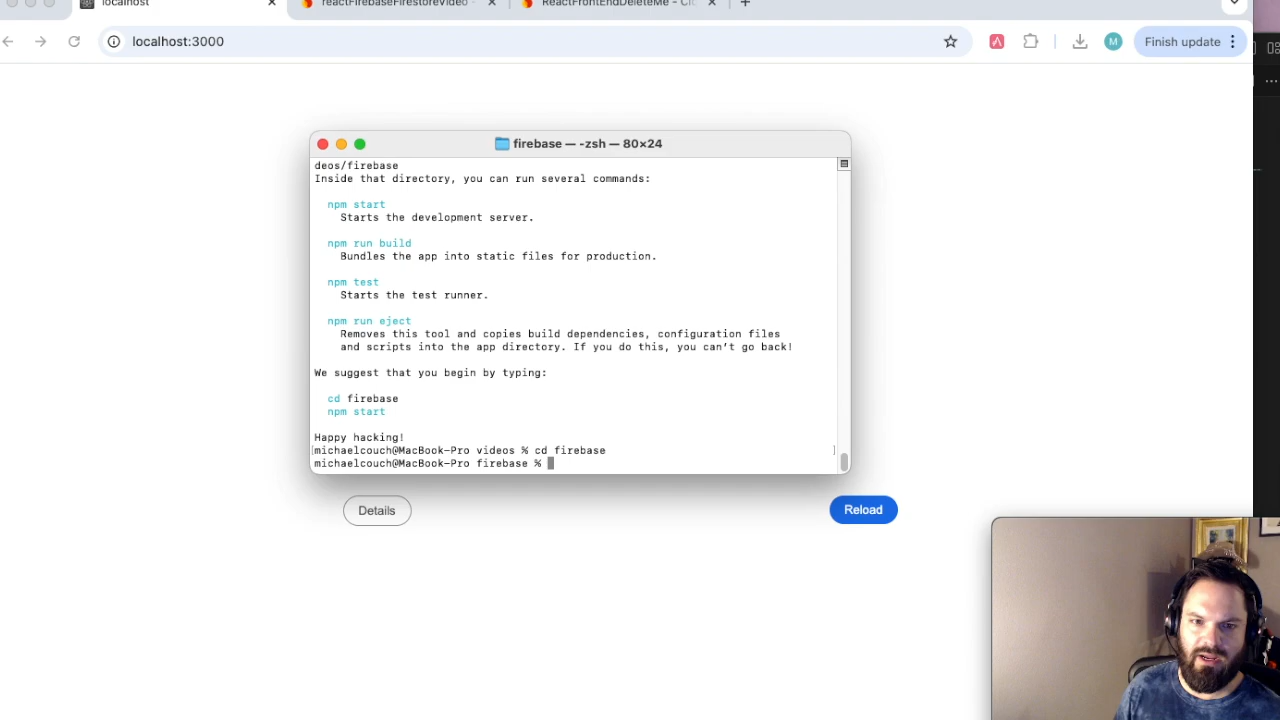 localhost
reactFirebaseFirestoreVideo
ReactFrontEndDeleteMe - Clo
localhost:3000
M
Finish update
firebase — -zsh — 80×24
deos/firebase
Inside that directory, you can run several commands:
npm start
Starts the development server.
npm run build
Bundles the app into static files for production.
npm test
Starts the test runner.
npm run eject
Removes this tool and copies build dependencies, configuration files
and scripts into the app directory. If you do this, you can’t go back!
We suggest that you begin by typing:
cd firebase
npm start
Happy hacking!
[michaelcouch@MacBook-Pro videos % cd firebase ]
michaelcouch@MacBook-Pro firebase %
Details
Reload